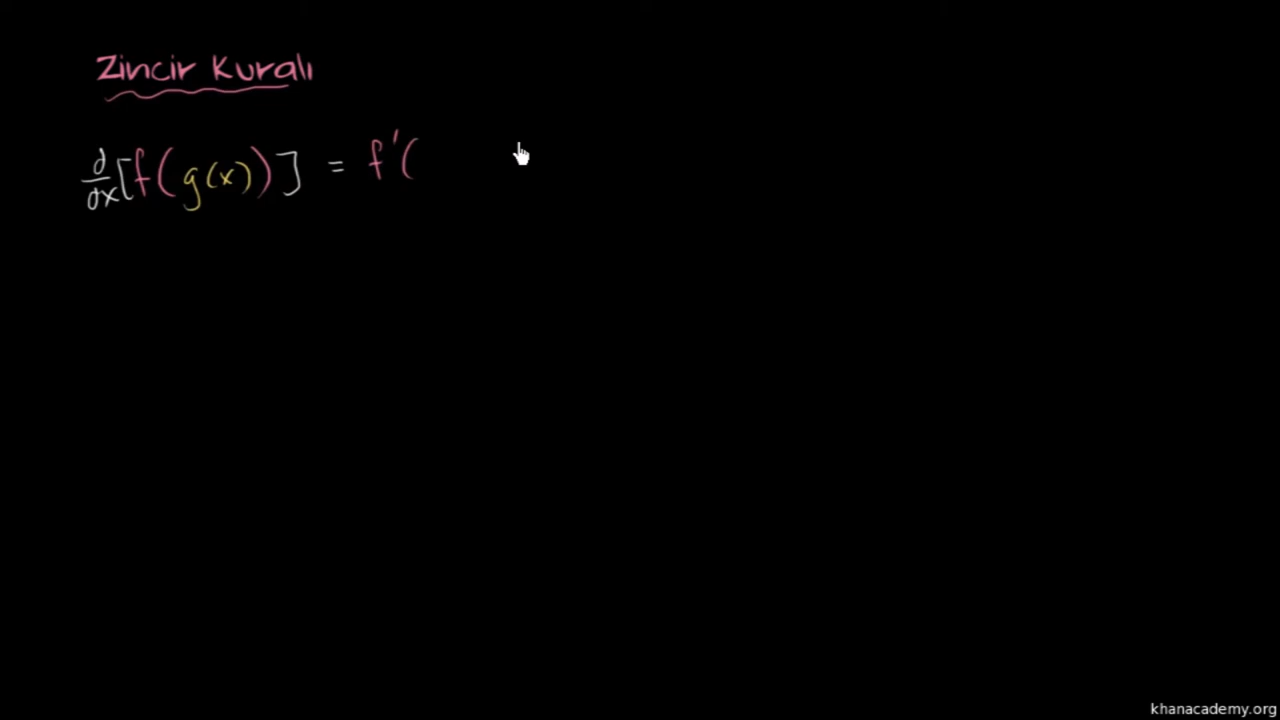 Zincir Kuralı
d/dx [f(g(x))] = f'(
khanacademy.org